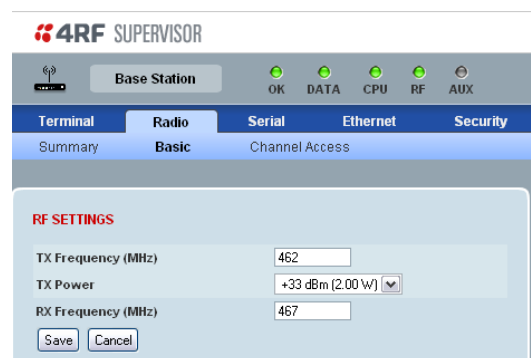 4RF SUPERVISOR
Base Station
OK DATA CPU RF AUX
Terminal Radio Serial Ethernet Security
Summary Basic Channel Access
RF SETTINGS
TX Frequency (MHz) 462
TX Power +33 dBm (2.00 W)
RX Frequency (MHz) 467
Save Cancel